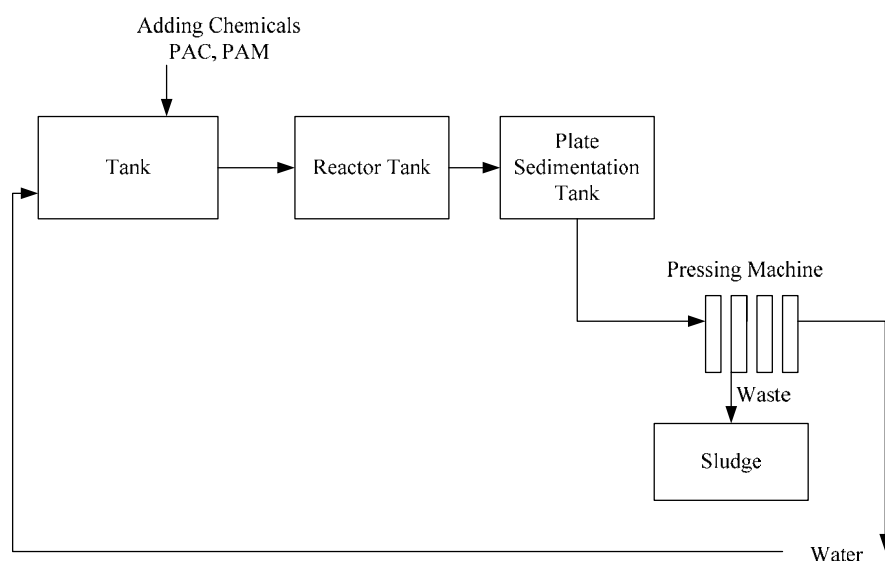 Adding Chemicals
PAC, PAM
Tank
Reactor Tank
Plate
Sedimentation
Tank
Pressing Machine
Waste
Sludge
Water